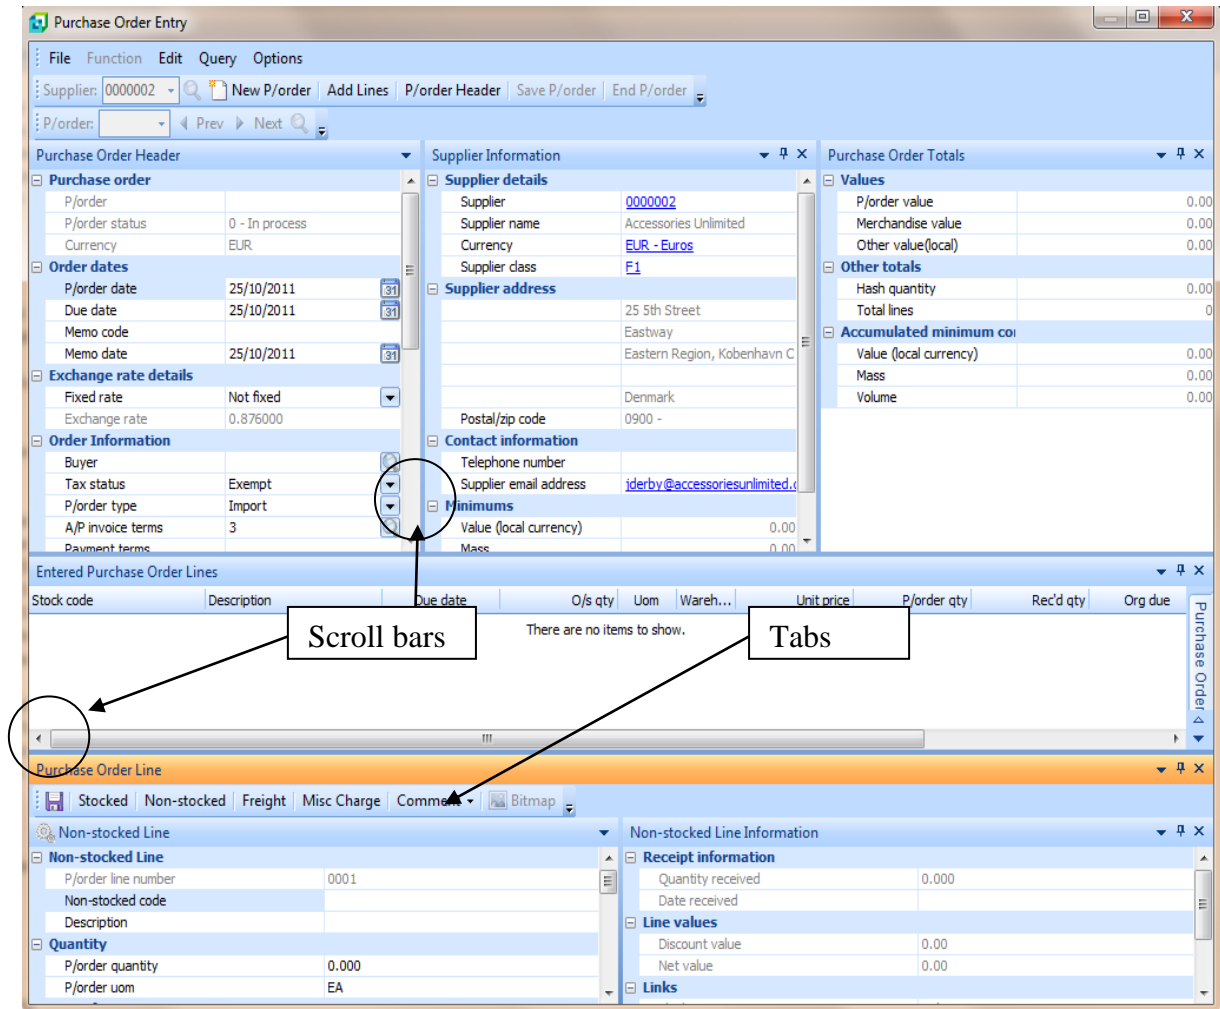 Purchase Order Entry
File Function Edit Query Options
Supplier: 0000002 New P/order Add Lines P/order Header Save P/order End P/order
P/order: Prev Next
Purchase Order Header
Purchase order
P/order
P/order status 0 - In process
Currency EUR
Order dates
P/order date 25/10/2011 31
Due date 25/10/2011 31
Memo code
Memo date 25/10/2011 31
Exchange rate details
Fixed rate Not fixed
Exchange rate 0.876000
Order Information
Buyer
Tax status Exempt
P/order type Import
A/P invoice terms 3
Payment terms
Supplier Information
Supplier details
Supplier 0000002
Supplier name Accessories Unlimited
Currency EUR - Euros
Supplier class F1
Supplier address
25 5th Street
Eastway
Eastern Region, Kobenhavn C
Denmark
Postal/zip code 0900 -
Contact information
Telephone number
Supplier email address jderby@accessoriesunlimited.c
Minimums
Value (local currency) 0.00
Mass 0.00
Purchase Order Totals
Values
P/order value 0.00
Merchandise value 0.00
Other value(local) 0.00
Other totals
Hash quantity 0.00
Total lines 0
Accumulated minimum co
Value (local currency) 0.00
Mass 0.00
Volume 0.00
Entered Purchase Order Lines
Stock code Description Due date O/s qty Uom Wareh... Unit price P/order qty Rec'd qty Org due
There are no items to show.
Scroll bars
Tabs
Purchase Order
Purchase Order Line
Stocked Non-stocked Freight Misc Charge Comment Bitmap
Non-stocked Line
Non-stocked Line
P/order line number 0001
Non-stocked code
Description
Quantity
P/order quantity 0.000
P/order uom EA
Non-stocked Line Information
Receipt information
Quantity received 0.000
Date received
Line values
Discount value 0.00
Net value 0.00
Links